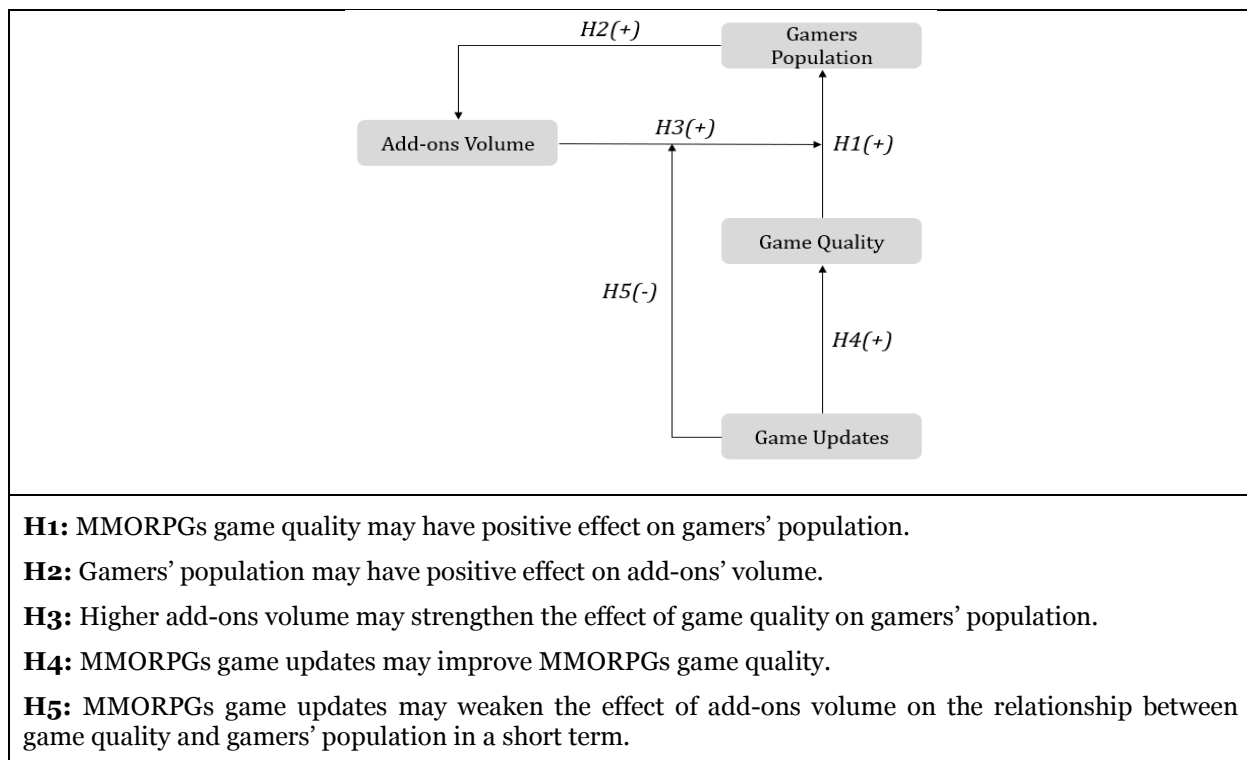 H2(+)
Gamers
Population
Add-ons Volume
H3(+)
H1(+)
Game Quality
H5(-)
H4(+)
Game Updates
H1: MMORPGs game quality may have positive effect on gamers’ population.
H2: Gamers’ population may have positive effect on add-ons’ volume.
H3: Higher add-ons volume may strengthen the effect of game quality on gamers’ population.
H4: MMORPGs game updates may improve MMORPGs game quality.
H5: MMORPGs game updates may weaken the effect of add-ons volume on the relationship between
game quality and gamers’ population in a short term.